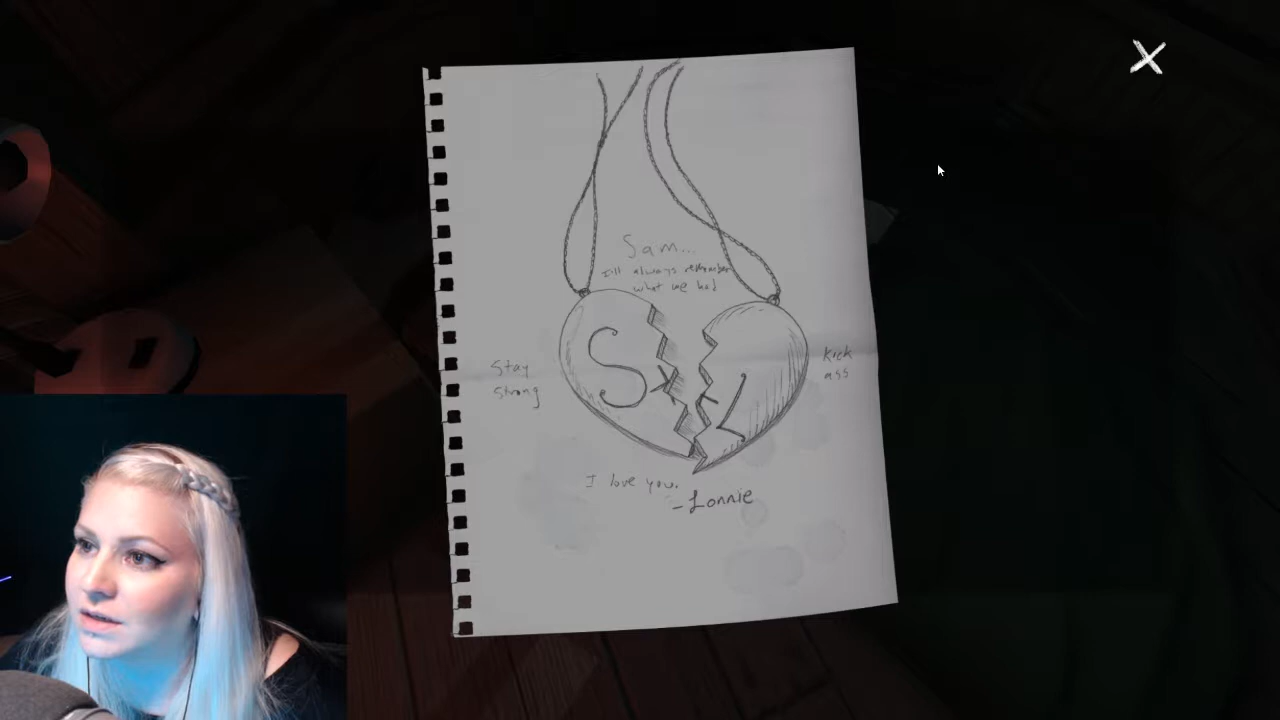 Sam...
I'll always remember
what we had
S
+
+
L
Stay
strong
Kick
ass
I love you.
-Lonnie